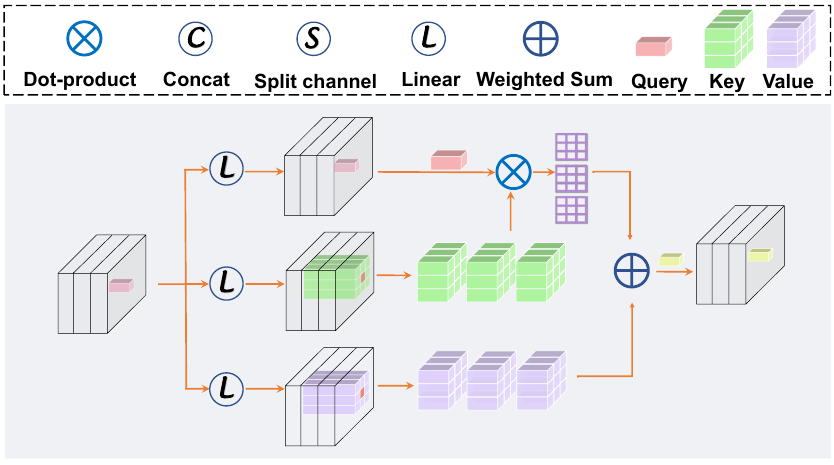 C S L
Dot-product Concat Split channel Linear Weighted Sum Query Key Value
L
L
L